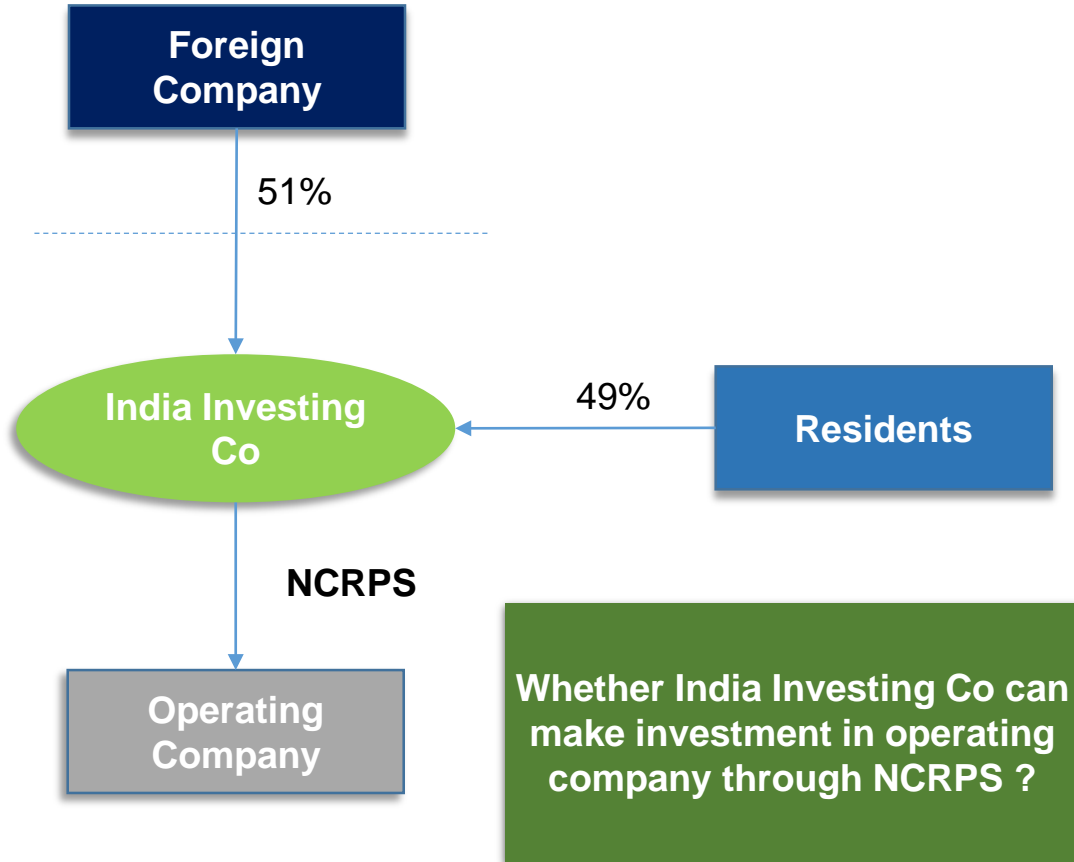 Foreign
Company
51%
India Investing
Co
49%
Residents
NCRPS
Operating
Company
Whether India Investing Co can
make investment in operating
company through NCRPS ?